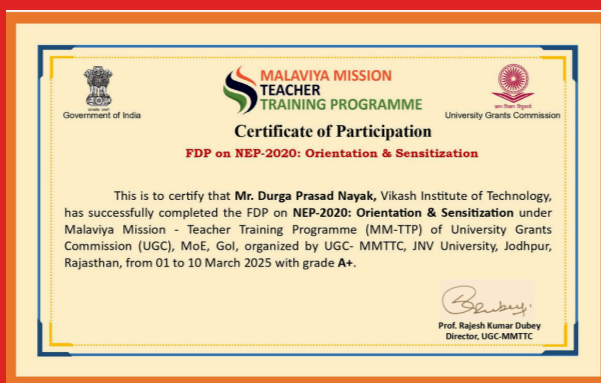 MALAVIYA MISSION
TEACHER
TRAINING PROGRAMME
Government of India
University Grants Commission
Certificate of Participation
FDP on NEP-2020: Orientation & Sensitization
This is to certify that Mr. Durga Prasad Nayak, Vikash Institute of Technology,
has successfully completed the FDP on NEP-2020: Orientation & Sensitization under
Malaviya Mission - Teacher Training Programme (MM-TTP) of University Grants
Commission (UGC), MoE, GoI, organized by UGC- MMTTC, JNV University, Jodhpur,
Rajasthan, from 01 to 10 March 2025 with grade A+.
Prof. Rajesh Kumar Dubey
Director, UGC-MMTTC